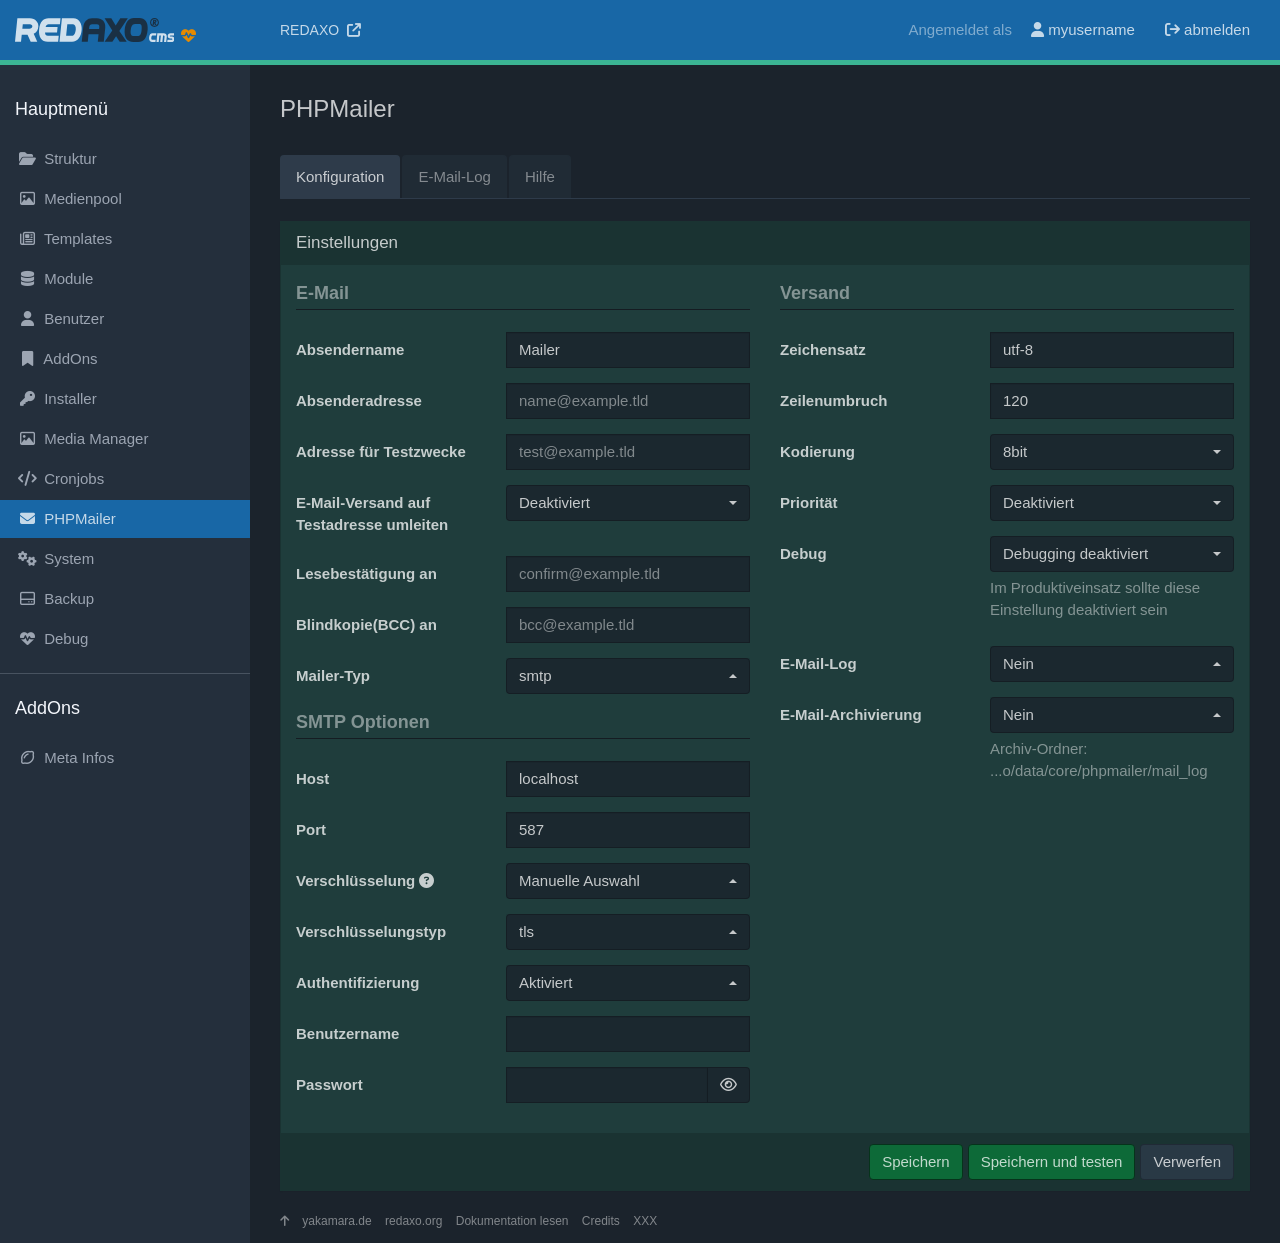 REDAXO® cms
REDAXO
Angemeldet als myusername abmelden
Hauptmenü
Struktur
Medienpool
Templates
Module
Benutzer
AddOns
Installer
Media Manager
Cronjobs
PHPMailer
System
Backup
Debug
AddOns
Meta Infos
PHPMailer
Konfiguration E-Mail-Log Hilfe
Einstellungen
E-Mail
Absendername Mailer
Absenderadresse name@example.tld
Adresse für Testzwecke test@example.tld
E-Mail-Versand auf Deaktiviert
Testadresse umleiten
Lesebestätigung an confirm@example.tld
Blindkopie(BCC) an bcc@example.tld
Mailer-Typ smtp
SMTP Optionen
Host localhost
Port 587
Verschlüsselung Manuelle Auswahl
Verschlüsselungstyp tls
Authentifizierung Aktiviert
Benutzername
Passwort
Versand
Zeichensatz utf-8
Zeilenumbruch 120
Kodierung 8bit
Priorität Deaktiviert
Debug Debugging deaktiviert
Im Produktiveinsatz sollte diese
Einstellung deaktiviert sein
E-Mail-Log Nein
E-Mail-Archivierung Nein
Archiv-Ordner:
...o/data/core/phpmailer/mail_log
Speichern Speichern und testen Verwerfen
yakamara.de redaxo.org Dokumentation lesen Credits XXX